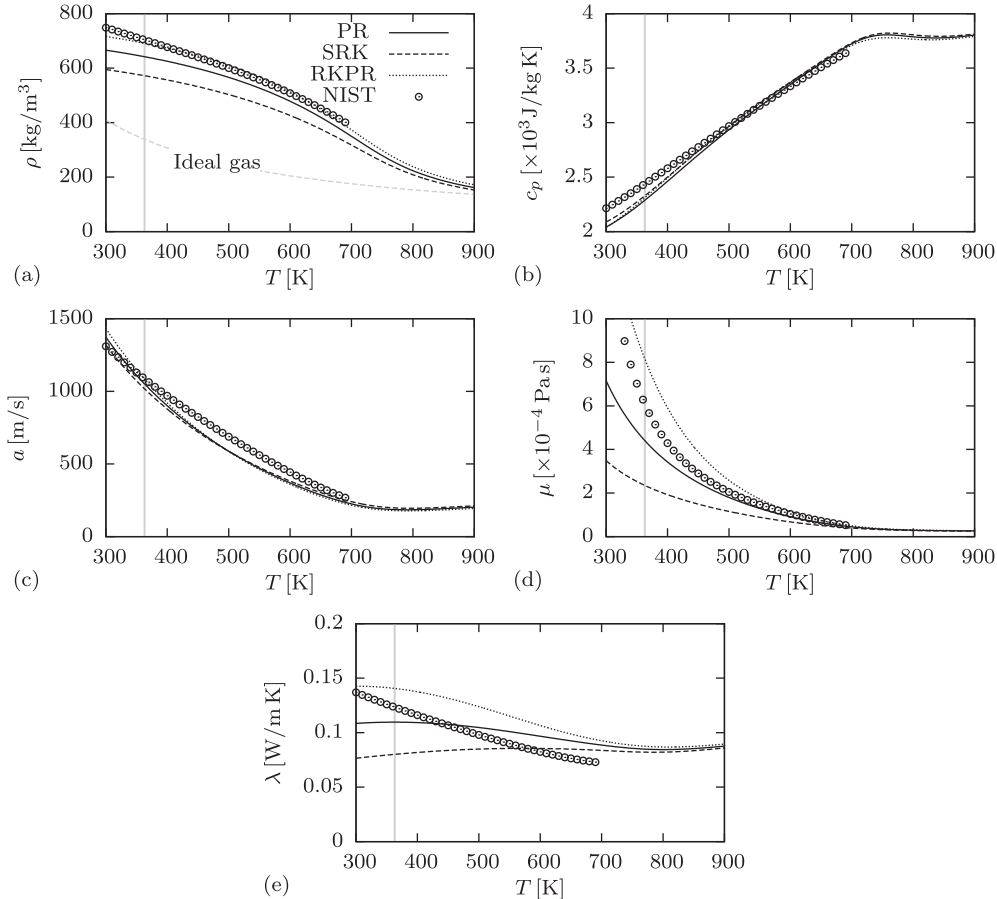 800
600
400
200
0
ρ [kg/m³]
PR
SRK
RKPR
NIST
Ideal gas
300 400 500 600 700 800 900
(a) T [K]
4
3.5
3
2.5
2
c_p [×10³J/kg K]
300 400 500 600 700 800 900
(b) T [K]
1500
1000
500
0
a [m/s]
300 400 500 600 700 800 900
(c) T [K]
10
8
6
4
2
0
μ [×10⁻⁴ Pa s]
300 400 500 600 700 800 900
(d) T [K]
0.2
0.15
0.1
0.05
0
λ [W/m K]
300 400 500 600 700 800 900
(e) T [K]